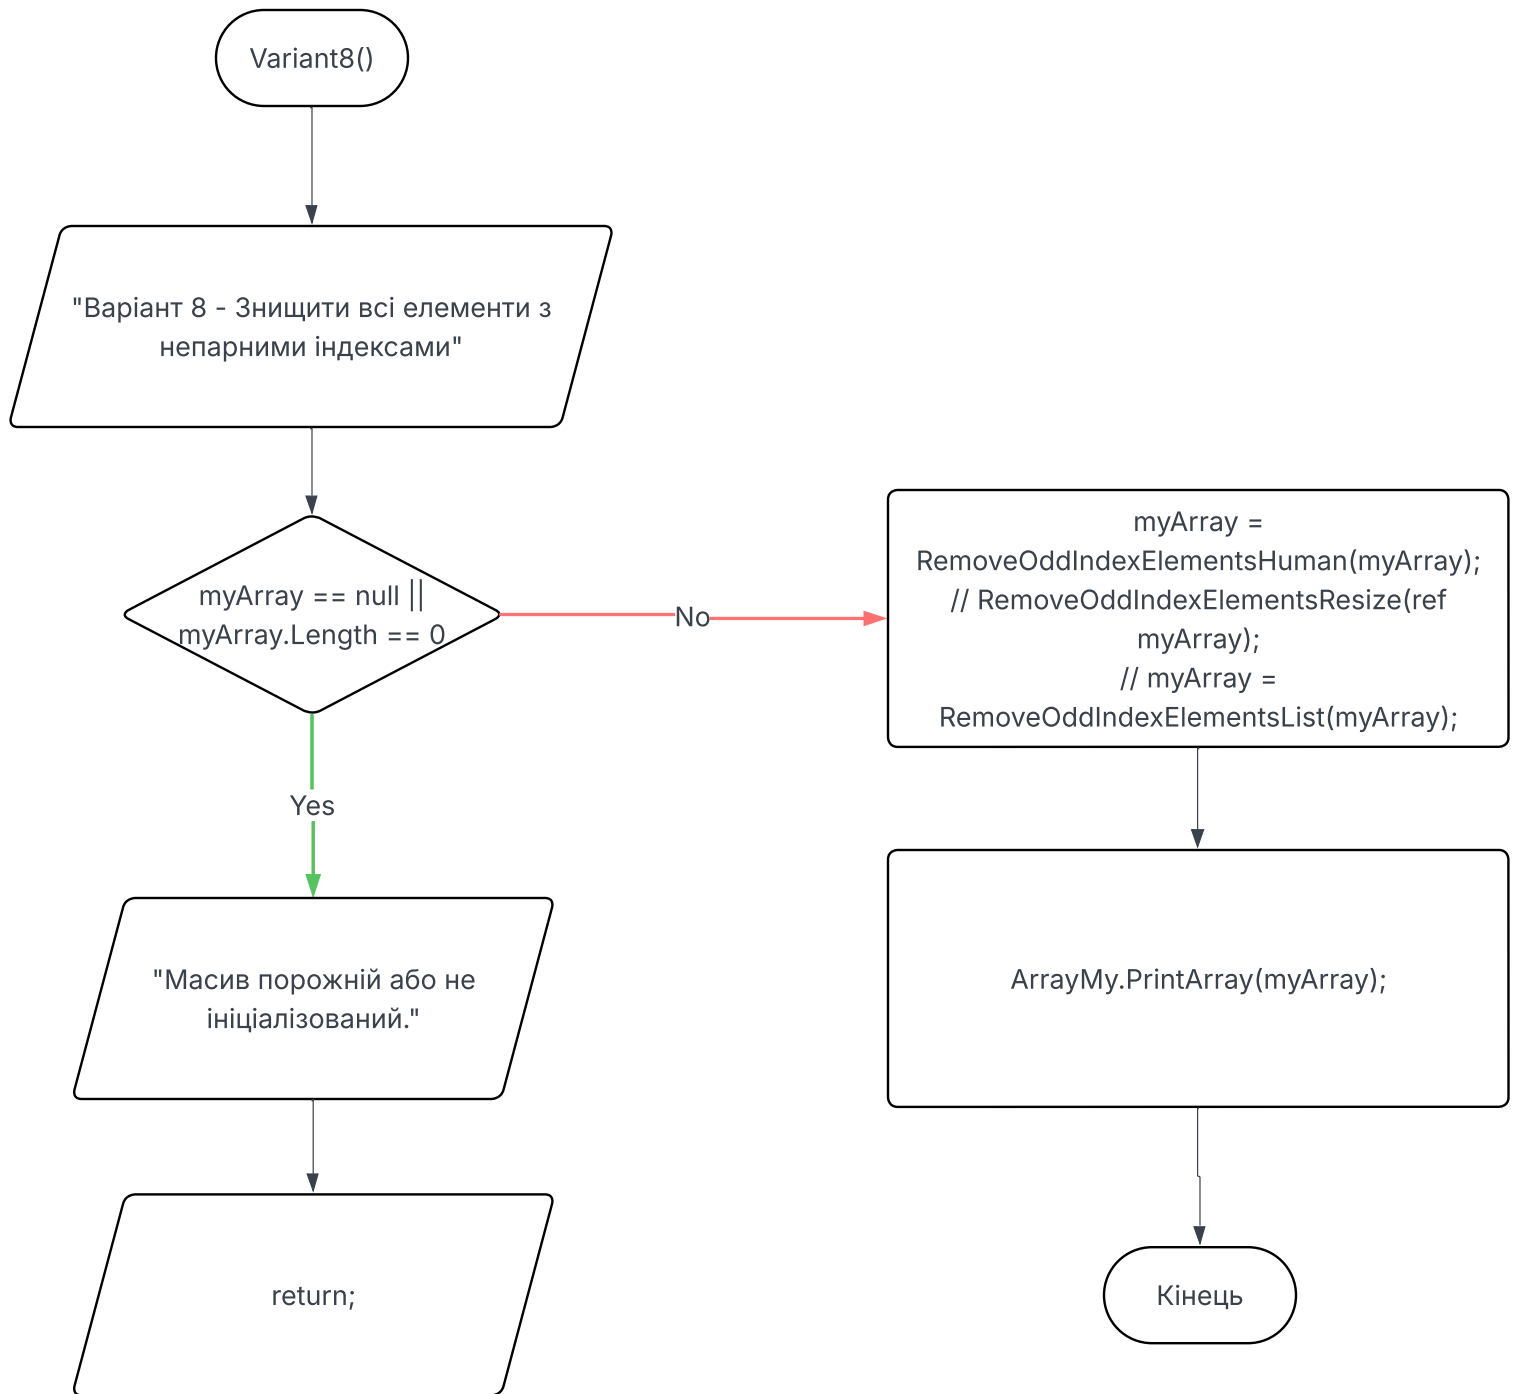 Variant8()
"Варіант 8 - Знищити всі елементи з
непарними індексами"
myArray == null ||
myArray.Length == 0
No
myArray =
RemoveOddIndexElementsHuman(myArray);
// RemoveOddIndexElementsResize(ref
myArray);
// myArray =
RemoveOddIndexElementsList(myArray);
Yes
"Масив порожній або не
ініціалізований."
ArrayMy.PrintArray(myArray);
return;
Кінець